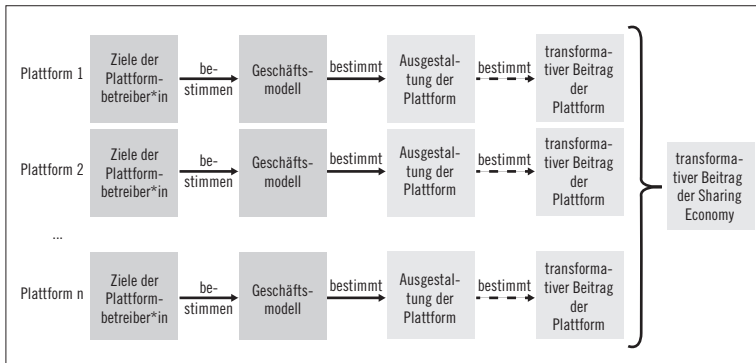 Plattform 1
Ziele der
Plattform-
betreiber*in
be-
stimmen
Geschäfts-
modell
bestimmt
Ausgestal-
tung der
Plattform
bestimmt
transforma-
tiver Beitrag
der
Plattform
Plattform 2
Ziele der
Plattform-
betreiber*in
be-
stimmen
Geschäfts-
modell
bestimmt
Ausgestal-
tung der
Plattform
bestimmt
transforma-
tiver Beitrag
der
Plattform
...
Plattform n
Ziele der
Plattform-
betreiber*in
be-
stimmen
Geschäfts-
modell
bestimmt
Ausgestal-
tung der
Plattform
bestimmt
transforma-
tiver Beitrag
der
Plattform
transforma-
tiver Beitrag
der Sharing
Economy